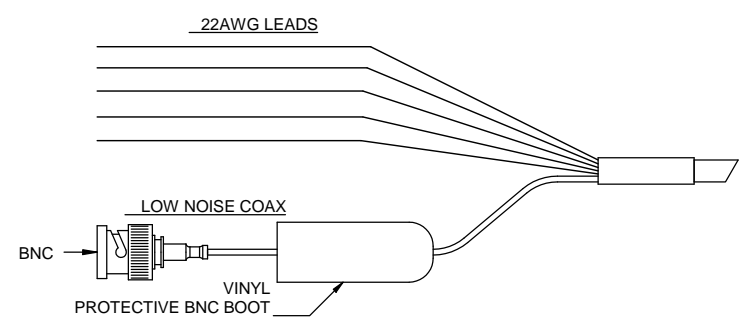 22AWG LEADS
LOW NOISE COAX
BNC
VINYL
PROTECTIVE BNC BOOT